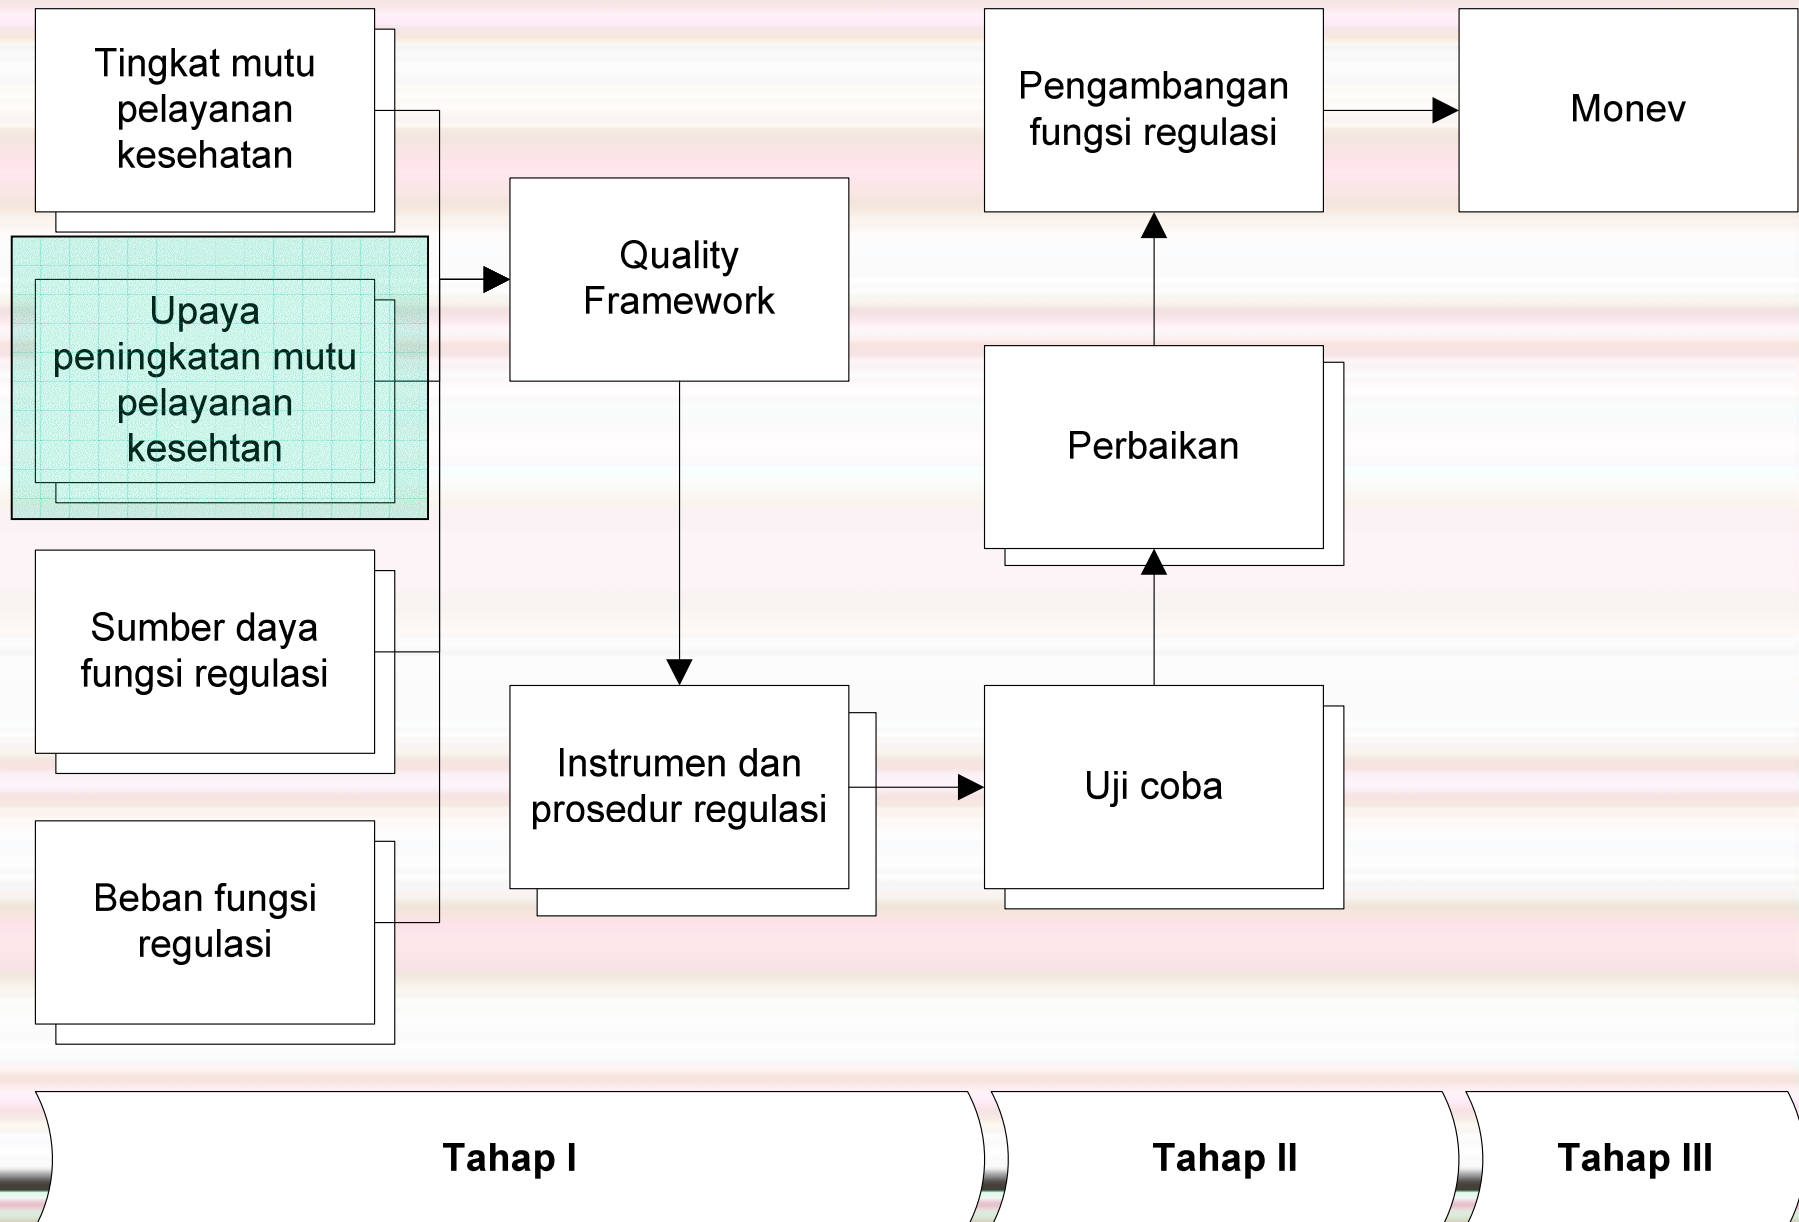 Tingkat mutu
pelayanan
kesehatan
Upaya
peningkatan mutu
pelayanan
kesehtan
Sumber daya
fungsi regulasi
Beban fungsi
regulasi
Quality
Framework
Instrumen dan
prosedur regulasi
Pengambangan
fungsi regulasi
Perbaikan
Uji coba
Monev
Tahap I
Tahap II
Tahap III